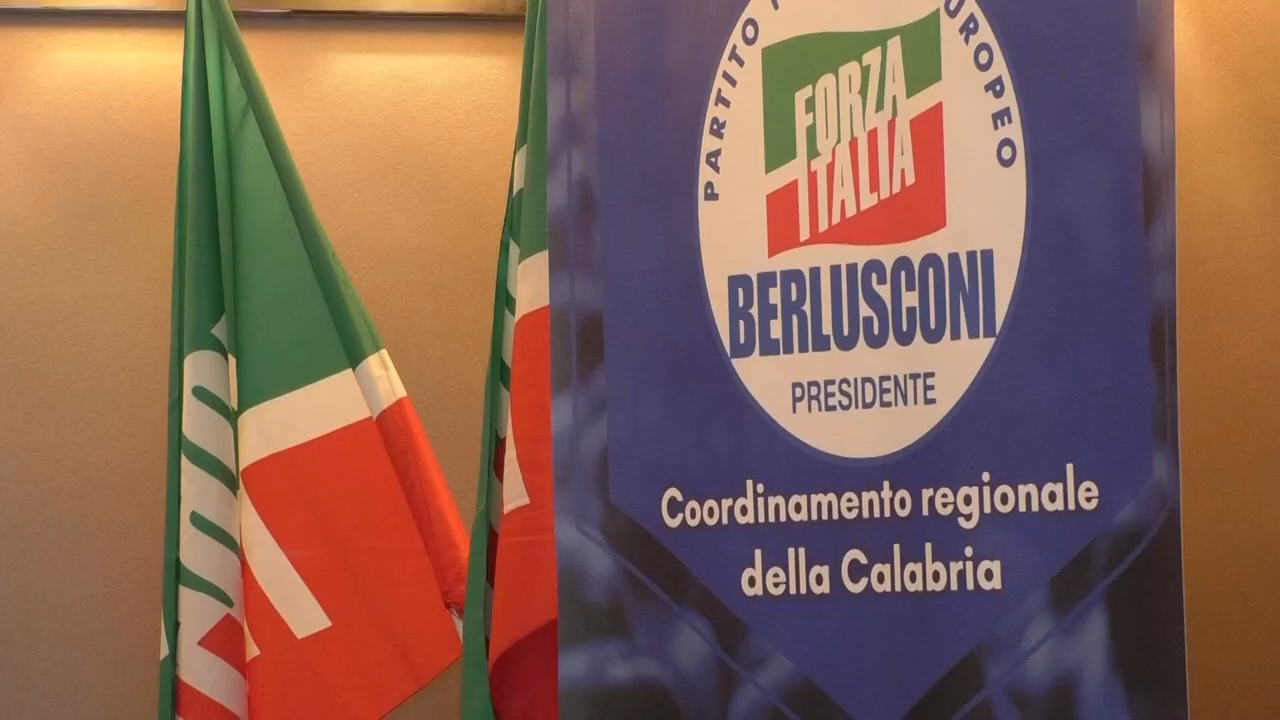 PARTITO
EUROPEO
FORZA
ITALIA
BERLUSCONI
PRESIDENTE
Coordinamento regionale
della Calabria